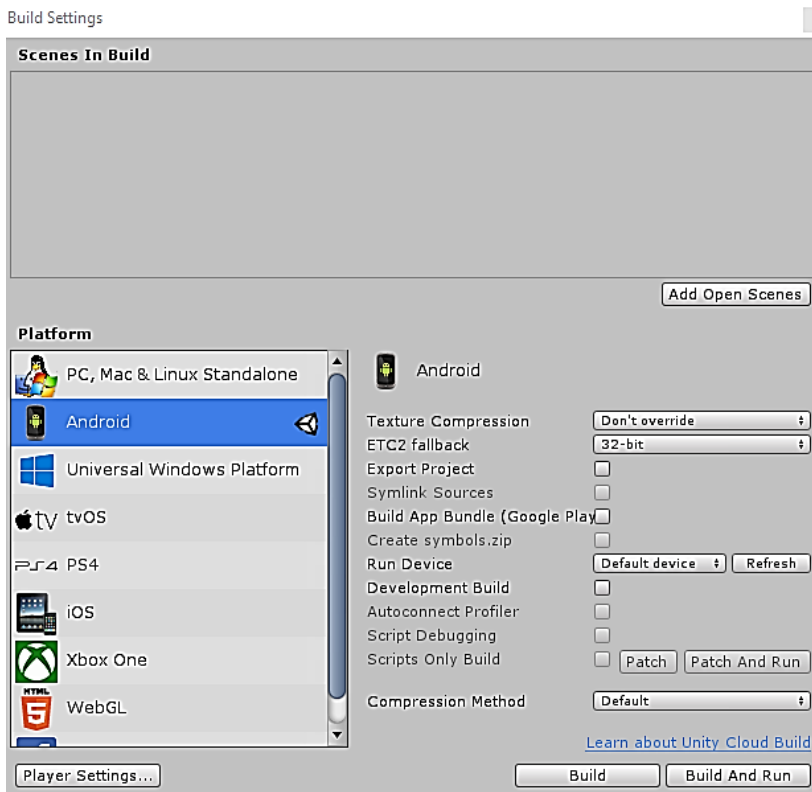 Build Settings
Scenes In Build
Add Open Scenes
Platform
PC, Mac & Linux Standalone
Android
Universal Windows Platform
tv tvOS
PS4 PS4
iOS
Xbox One
HTML 5 WebGL
Player Settings...
Android
Texture Compression Don't override
ETC2 fallback 32-bit
Export Project
Symlink Sources
Build App Bundle (Google Play
Create symbols.zip
Run Device Default device Refresh
Development Build
Autoconnect Profiler
Script Debugging
Scripts Only Build Patch Patch And Run
Compression Method Default
Learn about Unity Cloud Build
Build Build And Run